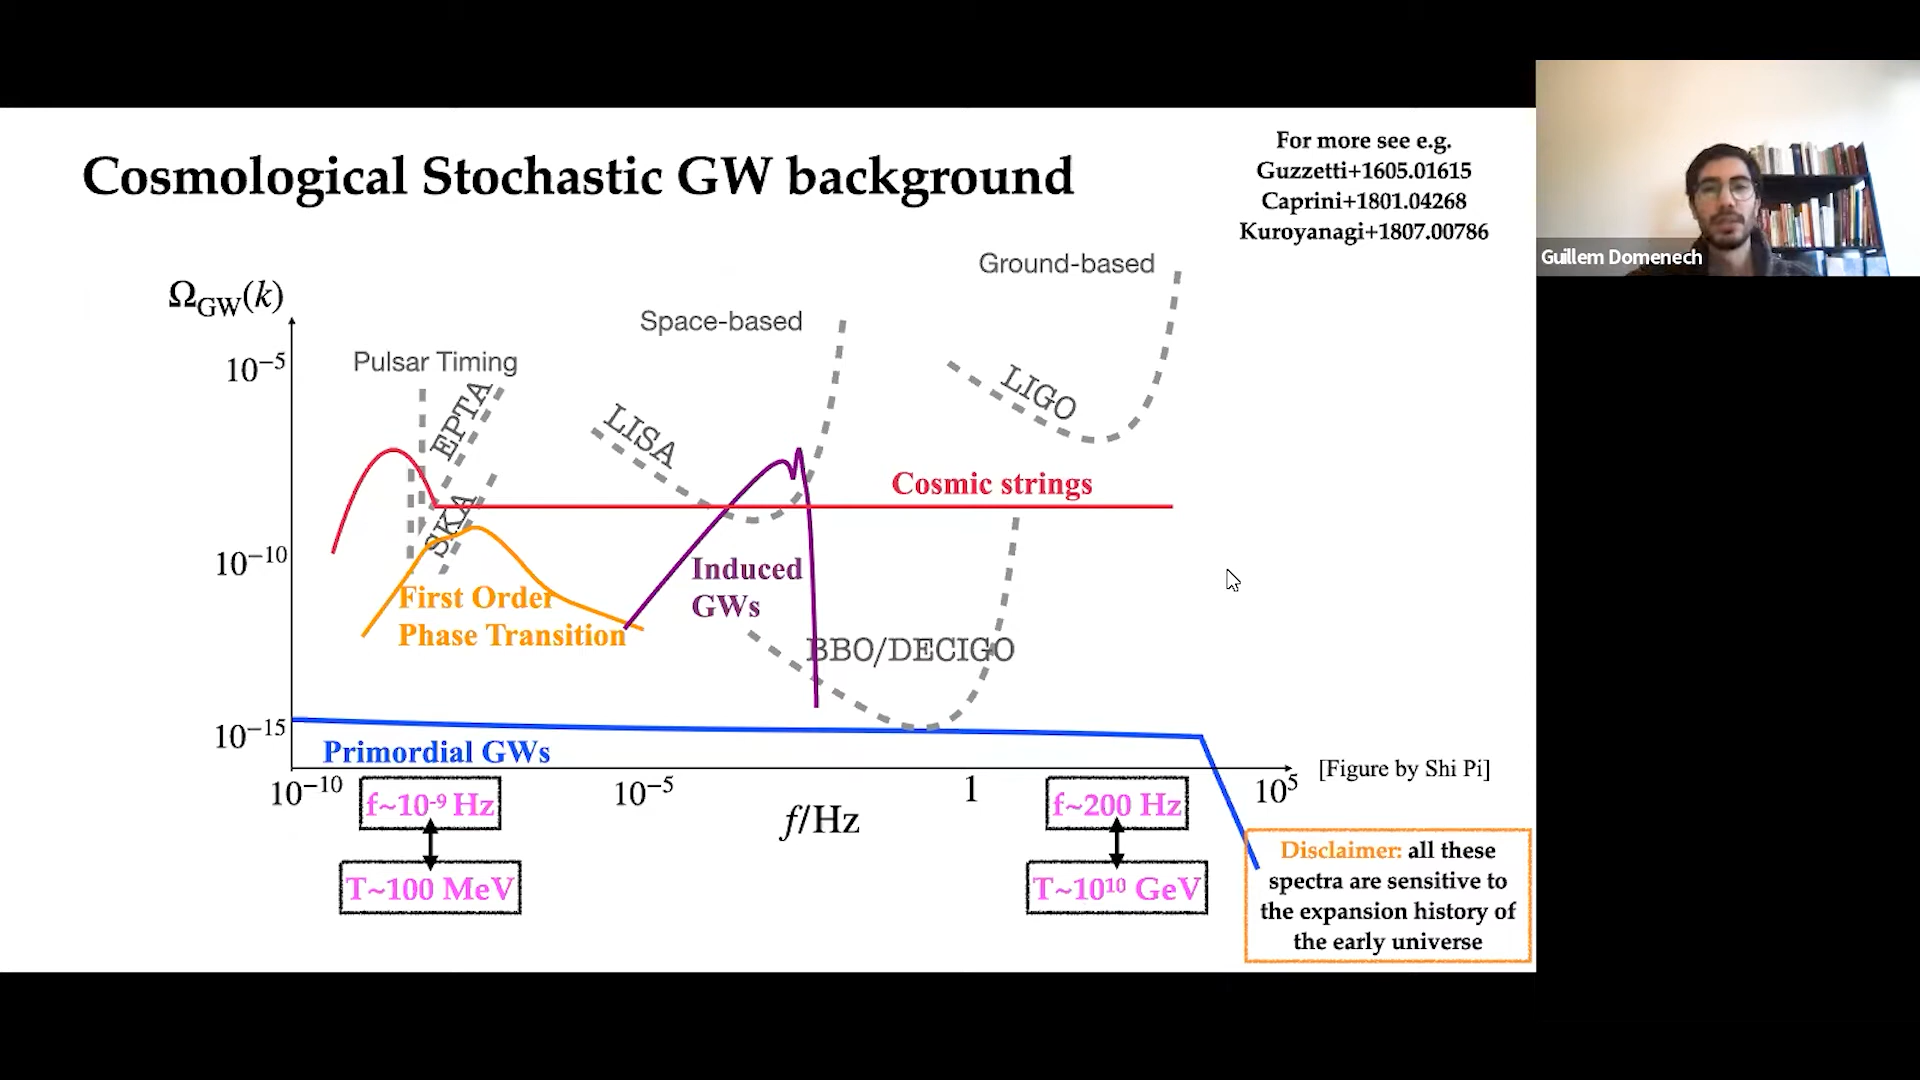 Cosmological Stochastic GW background
For more see e.g.
Guzzetti+1605.01615
Caprini+1801.04268
Kuroyanagi+1807.00786
Guillem Domenech
Ω_GW(k)
10⁻⁵
10⁻¹⁰
10⁻¹⁵
Pulsar Timing
Space-based
Ground-based
EPTA
SKA
LISA
LIGO
Cosmic strings
Induced
GWs
First Order
Phase Transition
BBO/DECIGO
Primordial GWs
[Figure by Shi Pi]
10⁻¹⁰
10⁻⁵
1
10⁵
f/Hz
f~10⁻⁹ Hz
T~100 MeV
f~200 Hz
T~10¹⁰ GeV
Disclaimer: all these
spectra are sensitive to
the expansion history of
the early universe